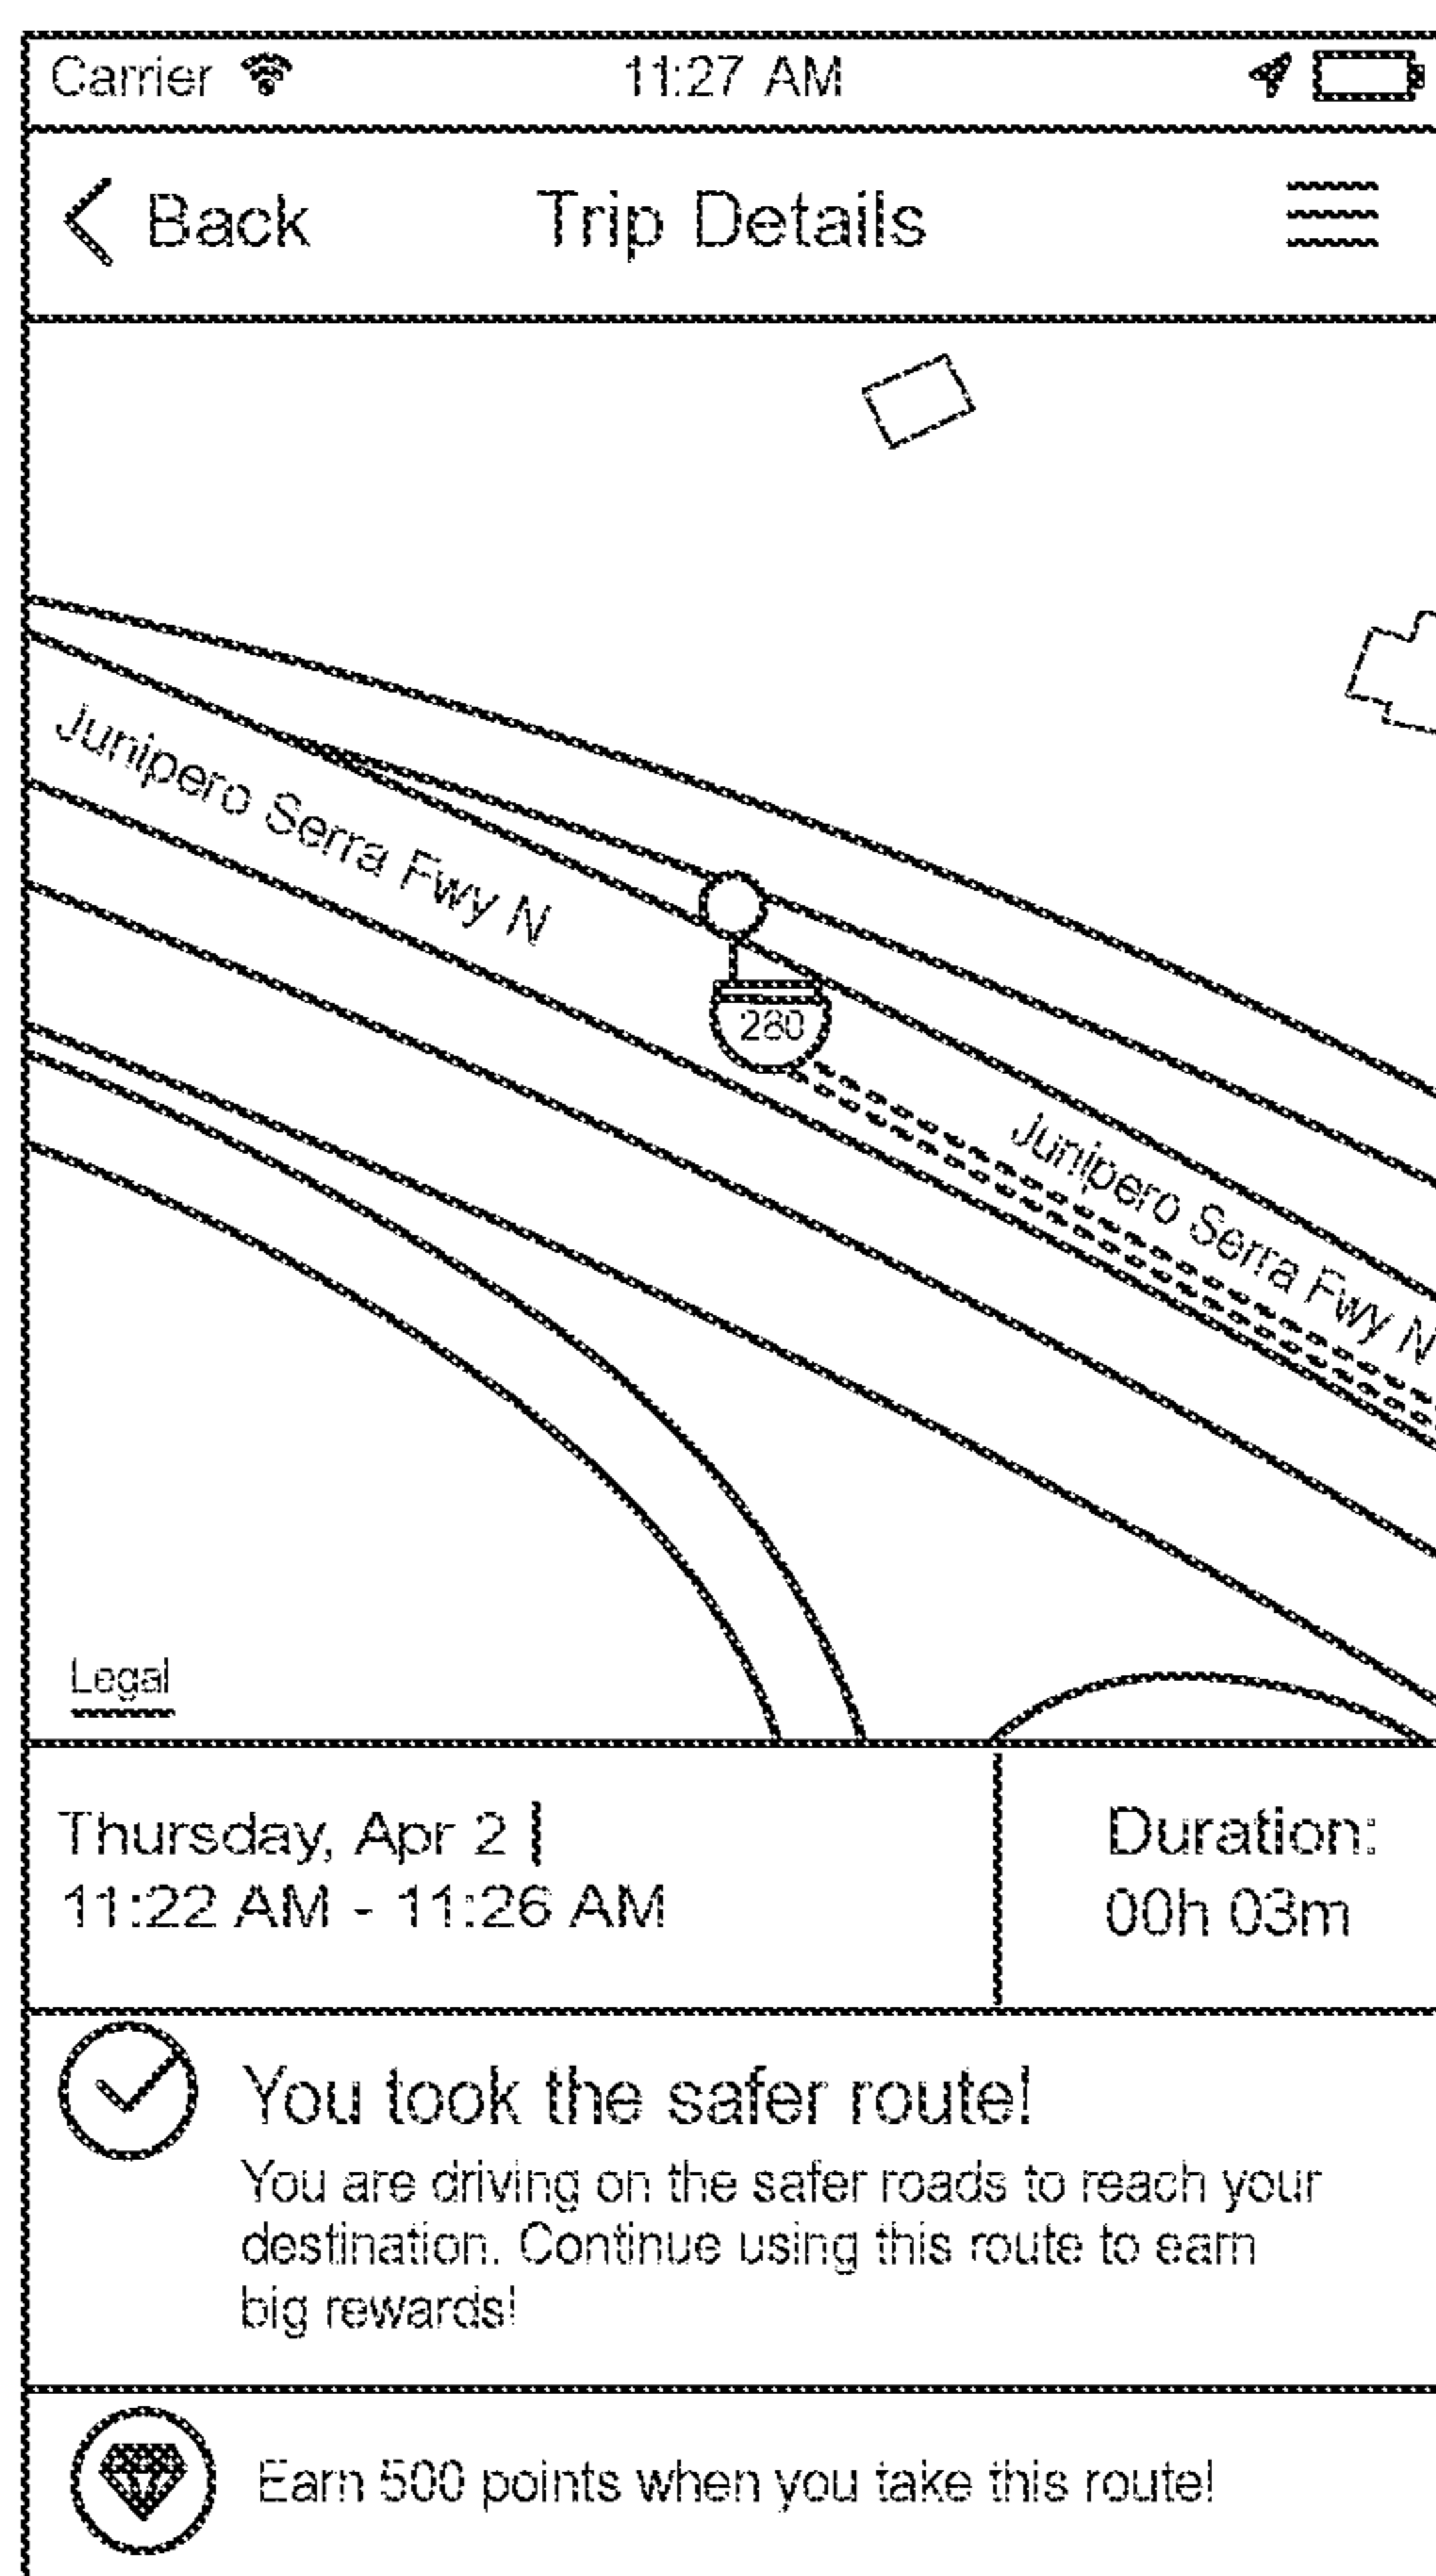 Carrier 11:27 AM
Back Trip Details
Junipero Serra Fwy N
280
Junipero Serra Fwy N
Legal
Thursday, Apr 2 |
11:22 AM - 11:26 AM
Duration:
00h 03m
You took the safer route!
You are driving on the safer roads to reach your
destination. Continue using this route to earn
big rewards!
Earn 500 points when you take this route!